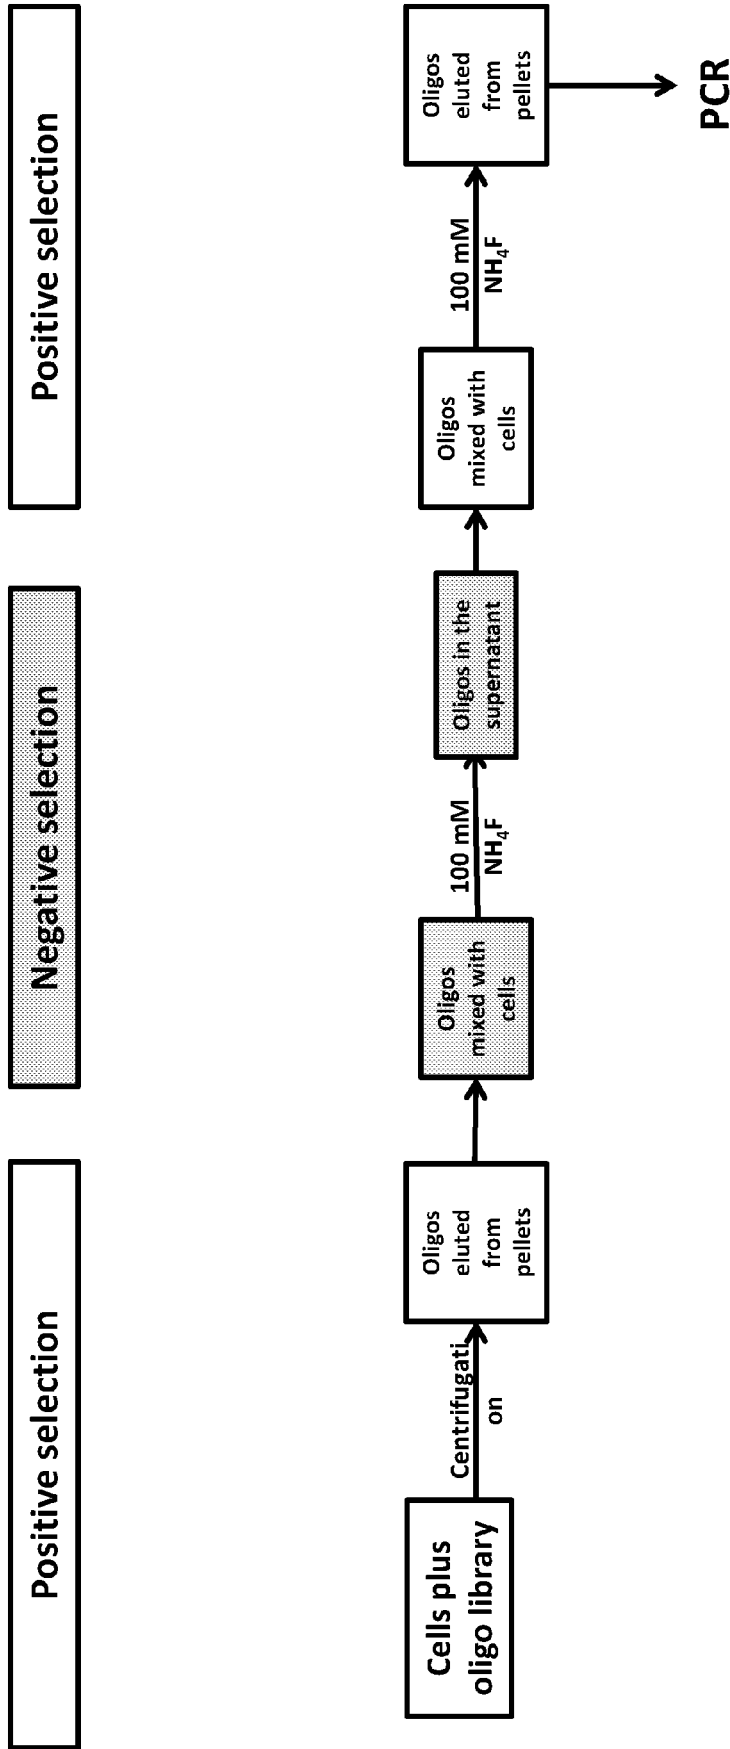 Positive selection
Negative selection
Positive selection
Cells plus
oligo library
Centrifugati
on
Oligos
eluted
from
pellets
Oligos
mixed with
cells
100 mM
NH₄F
Oligos in the
supernatant
Oligos
mixed with
cells
100 mM
NH₄F
Oligos
eluted
from
pellets
PCR